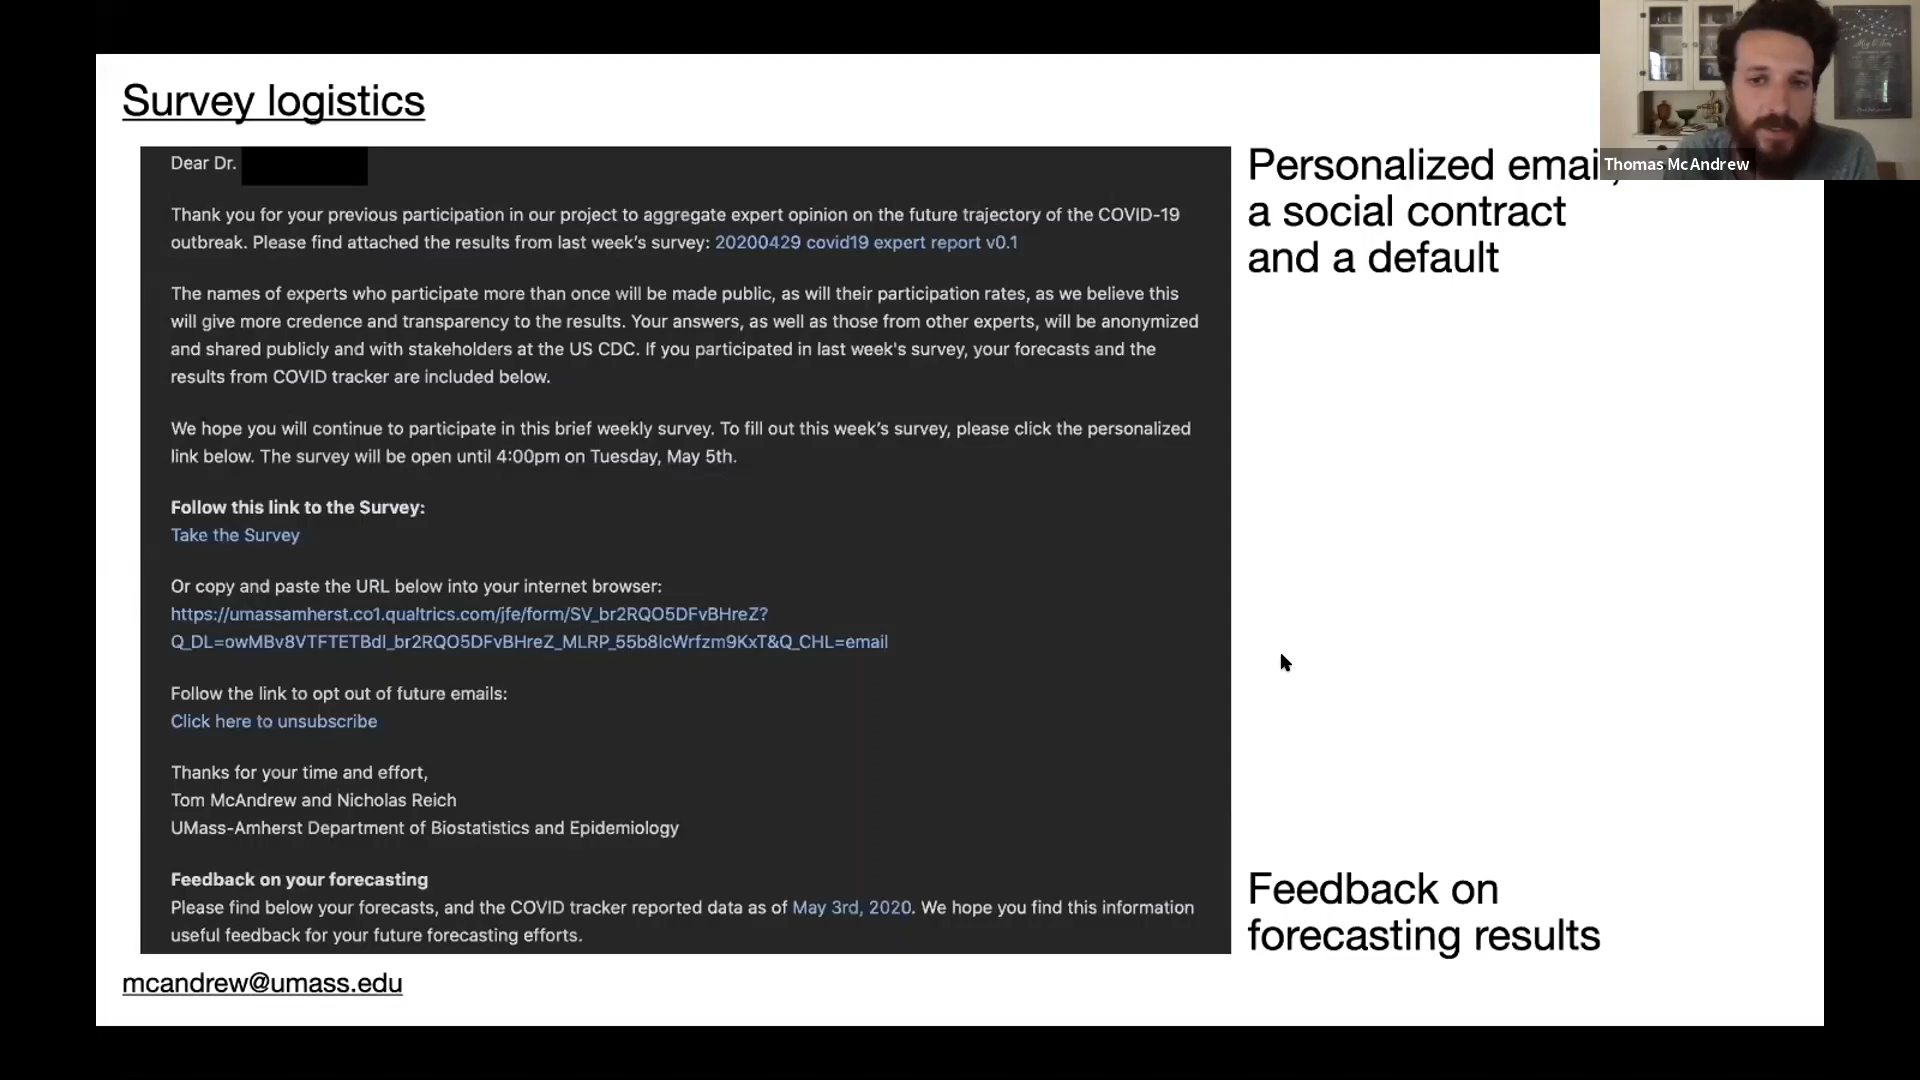 Survey logistics
Dear Dr.
Thank you for your previous participation in our project to aggregate expert opinion on the future trajectory of the COVID-19
outbreak. Please find attached the results from last week's survey: 20200429 covid19 expert report v0.1
The names of experts who participate more than once will be made public, as will their participation rates, as we believe this
will give more credence and transparency to the results. Your answers, as well as those from other experts, will be anonymized
and shared publicly and with stakeholders at the US CDC. If you participated in last week's survey, your forecasts and the
results from COVID tracker are included below.
We hope you will continue to participate in this brief weekly survey. To fill out this week's survey, please click the personalized
link below. The survey will be open until 4:00pm on Tuesday, May 5th.
Follow this link to the Survey:
Take the Survey
Or copy and paste the URL below into your internet browser:
https://umassamherst.co1.qualtrics.com/jfe/form/SV_br2RQO5DFvBHreZ?
Q_DL=owMBv8VTFTETBdl_br2RQO5DFvBHreZ_MLRP_55b8lcWrfzm9KxT&Q_CHL=email
Follow the link to opt out of future emails:
Click here to unsubscribe
Thanks for your time and effort,
Tom McAndrew and Nicholas Reich
UMass-Amherst Department of Biostatistics and Epidemiology
Feedback on your forecasting
Please find below your forecasts, and the COVID tracker reported data as of May 3rd, 2020. We hope you find this information
useful feedback for your future forecasting efforts.
mcandrew@umass.edu
Personalized email,
a social contract
and a default
Feedback on
forecasting results
Thomas McAndrew